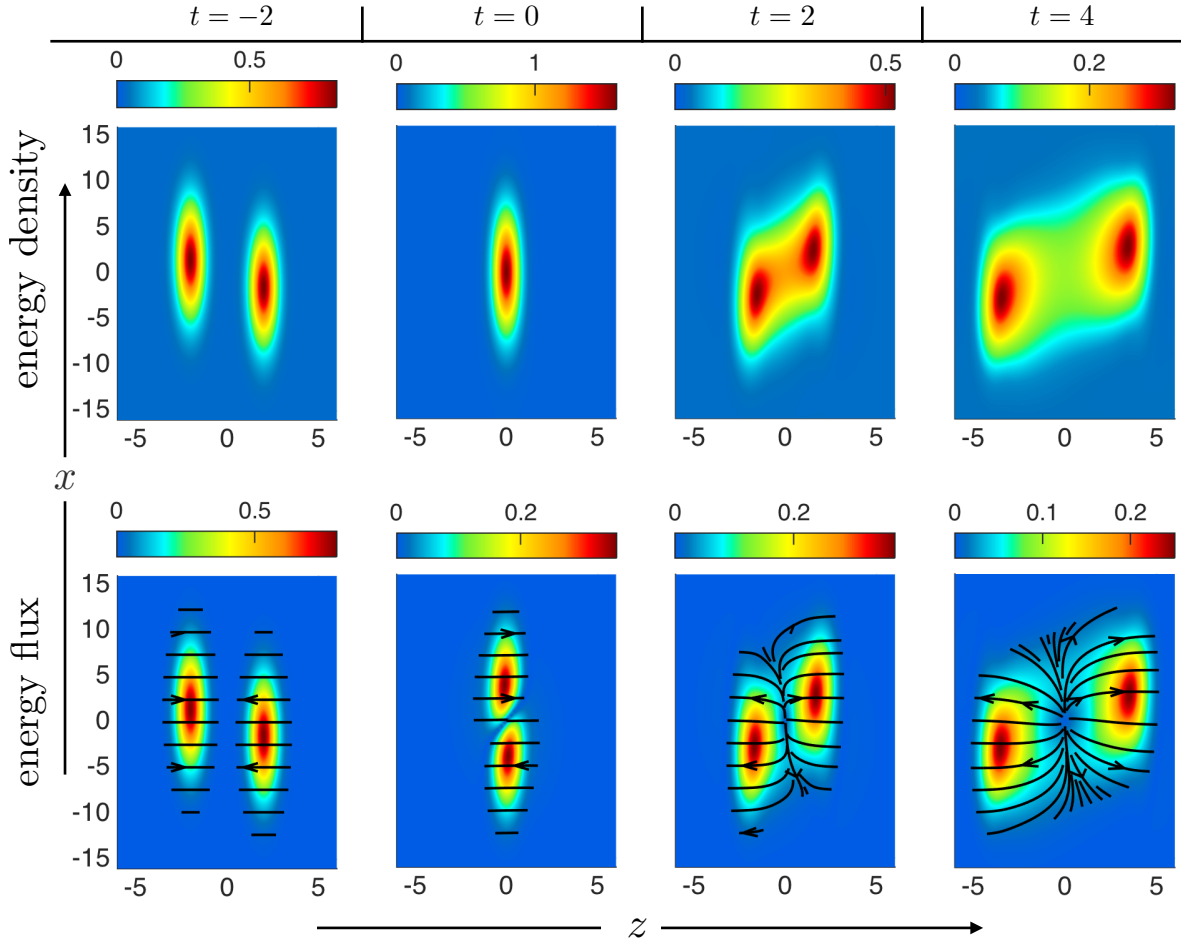 t = −2 t = 0 t = 2 t = 4
0 0.5 0 1 0 0.5 0 0.2
energy density
15
10
5
0
-5
-10
-15
-5 0 5 -5 0 5 -5 0 5 -5 0 5
x
0 0.5 0 0.2 0 0.2 0 0.1 0.2
energy flux
15
10
5
0
-5
-10
-15
-5 0 5 -5 0 5 -5 0 5 -5 0 5
z